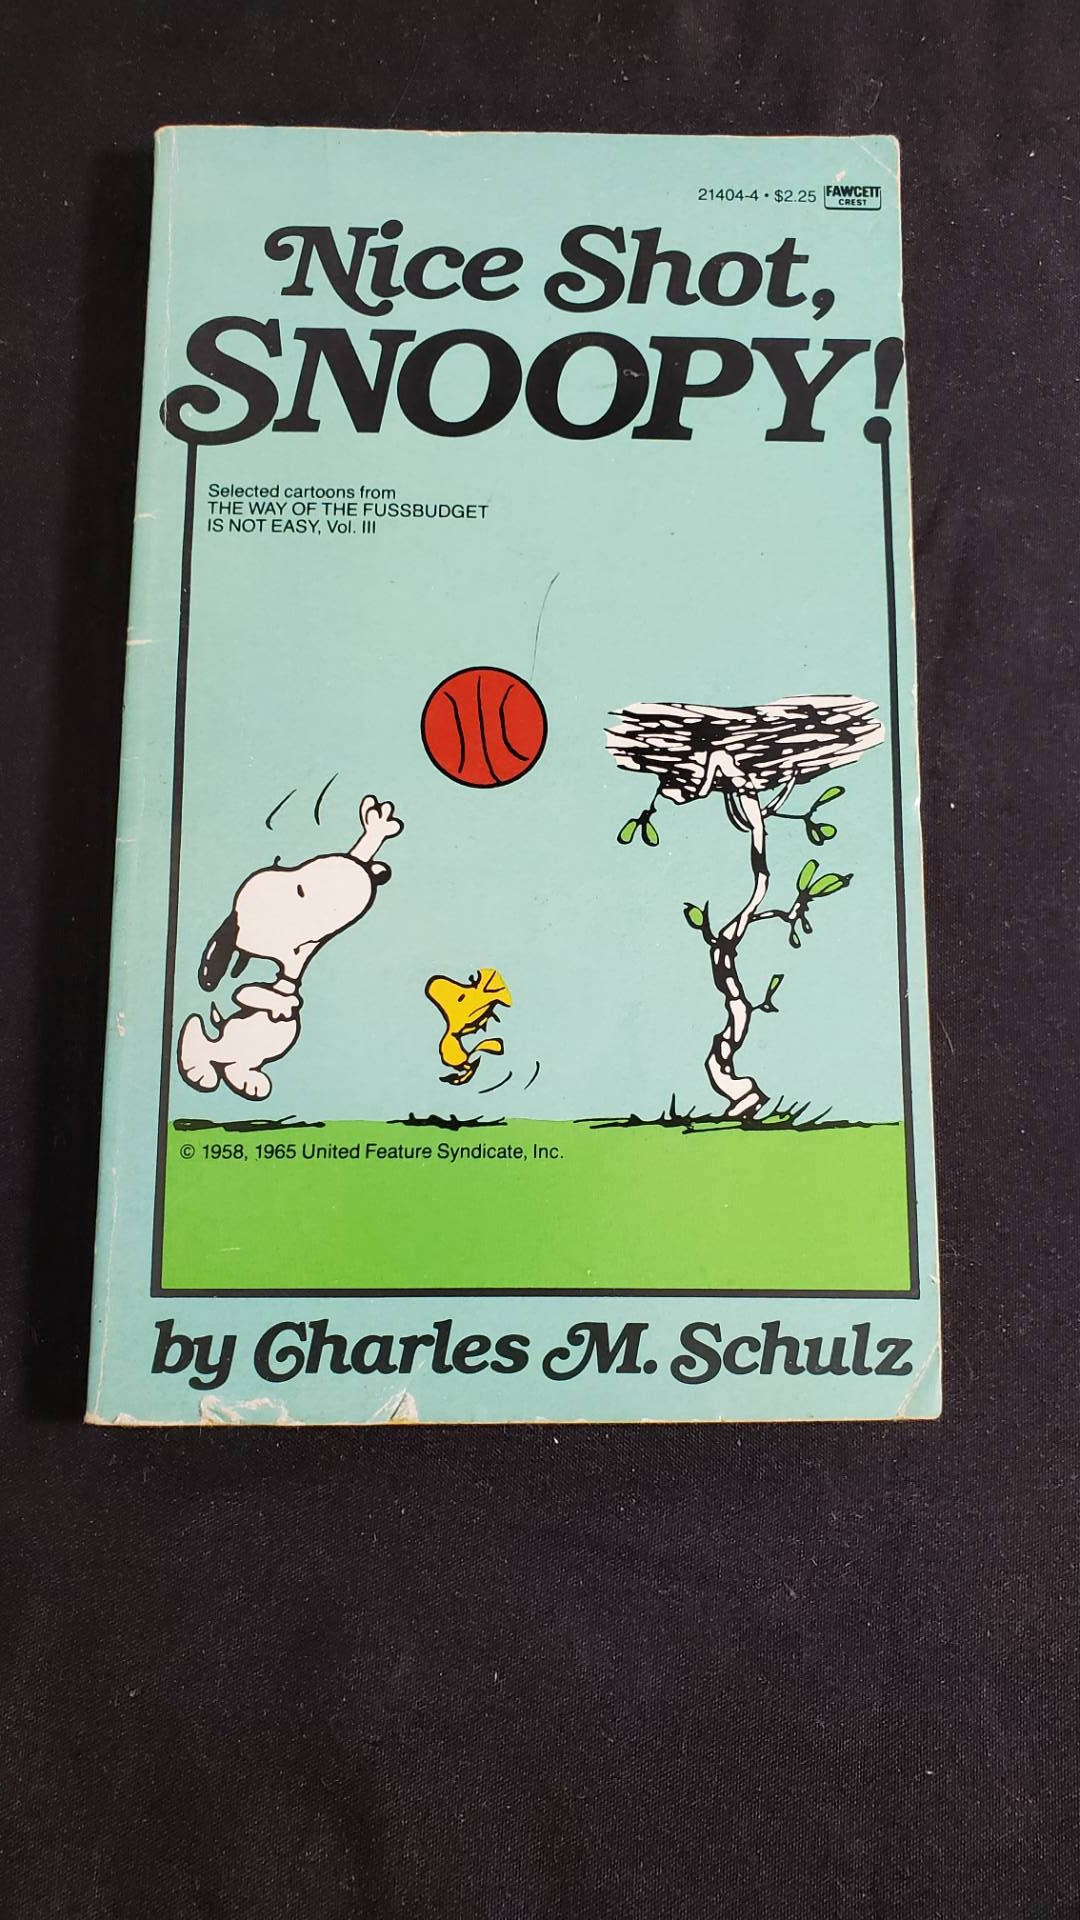 21404-4 • $2.25 FAWCETT
CREST
Nice Shot,
SNOOPY!
Selected cartoons from
THE WAY OF THE FUSSBUDGET
IS NOT EASY, Vol. III
© 1958, 1965 United Feature Syndicate, Inc.
by Charles M. Schulz